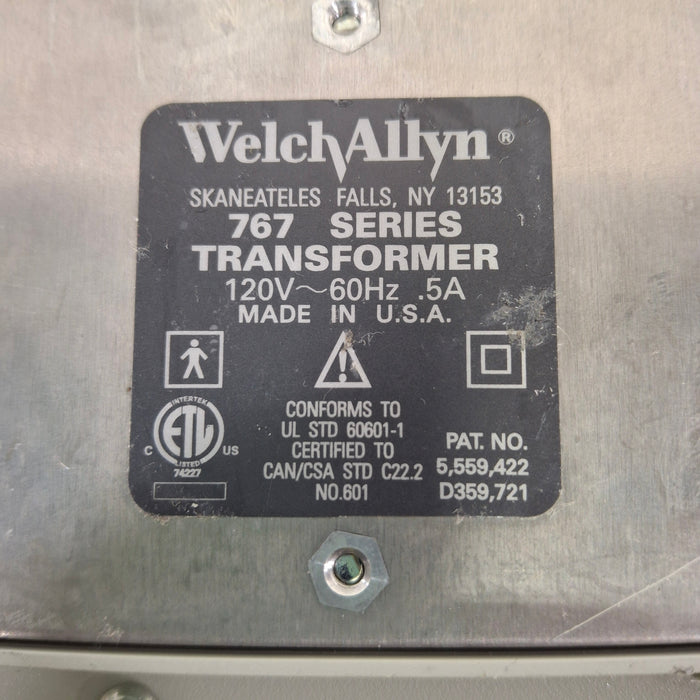 WelchAllyn®
SKANEATELES FALLS, NY 13153
767 SERIES
TRANSFORMER
120V~60Hz .5A
MADE IN U.S.A.
INTERTEK
C ETL US
LISTED
74227
CONFORMS TO
UL STD 60601-1
CERTIFIED TO
CAN/CSA STD C22.2
NO.601
PAT. NO.
5,559,422
D359,721